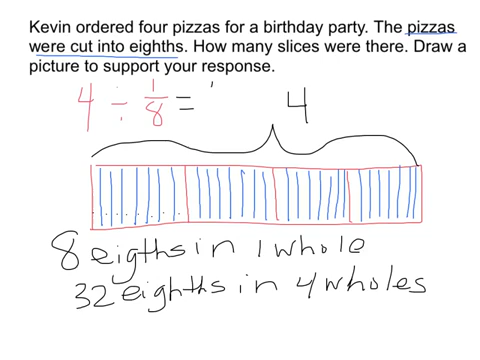 Kevin ordered four pizzas for a birthday party. The pizzas
were cut into eighths. How many slices were there. Draw a
picture to support your response.
4 ÷ 1/8 =
4
8 eigths in 1 whole
32 eighths in 4 wholes